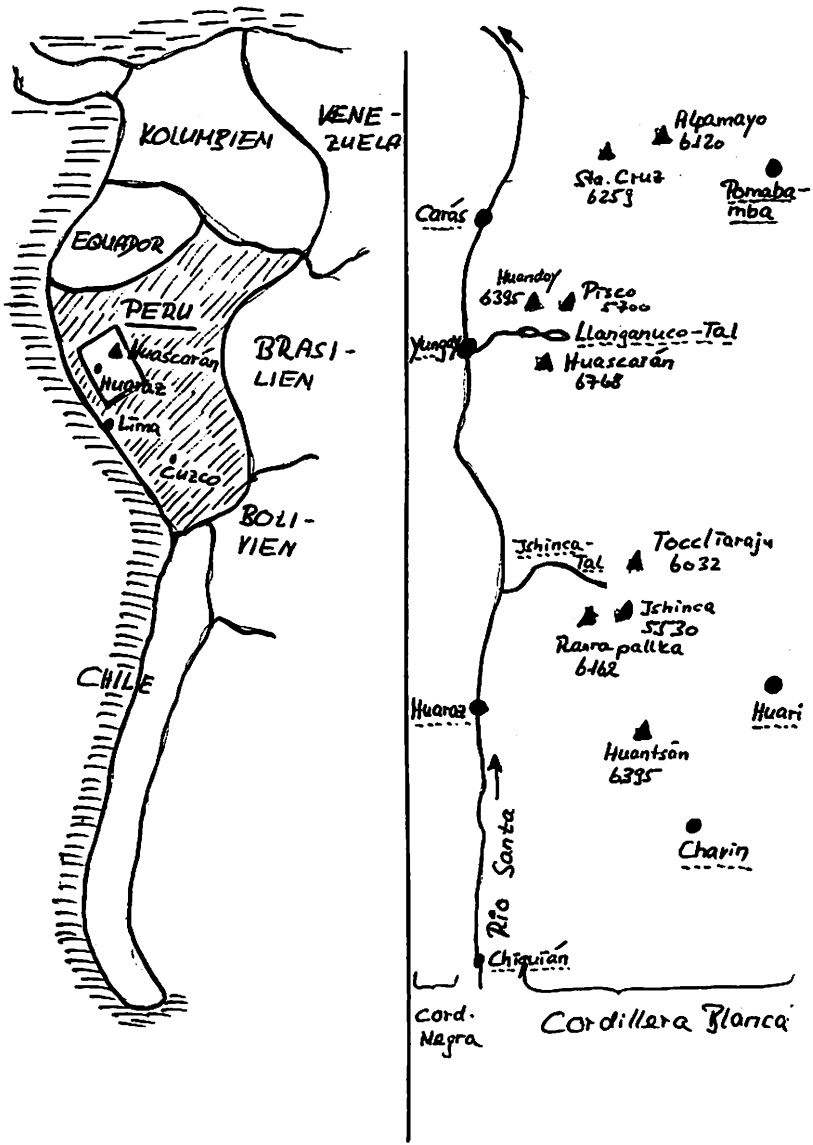 KOLUMBIEN
VENE-
ZUELA
EQUADOR
PERU
Huascaran
Huaraz
Lima
Cuzco
BRASI-
LIEN
BOLI-
VIEN
CHILE
Alpamayo
6120
Sta. Cruz
6259
Pomaba-
mba
Carás
Huandoy
6395
Pisco
5700
Llanganuco-Tal
Yungay
Huascarán
6768
Ishinca-
Tal
Tocclaraju
6032
Ishinca
5530
Ranrapallka
6162
Huaraz
Huari
Huantsán
6395
Charin
Rio Santa
Chiquián
Cord.
Negra
Cordillera Blanca